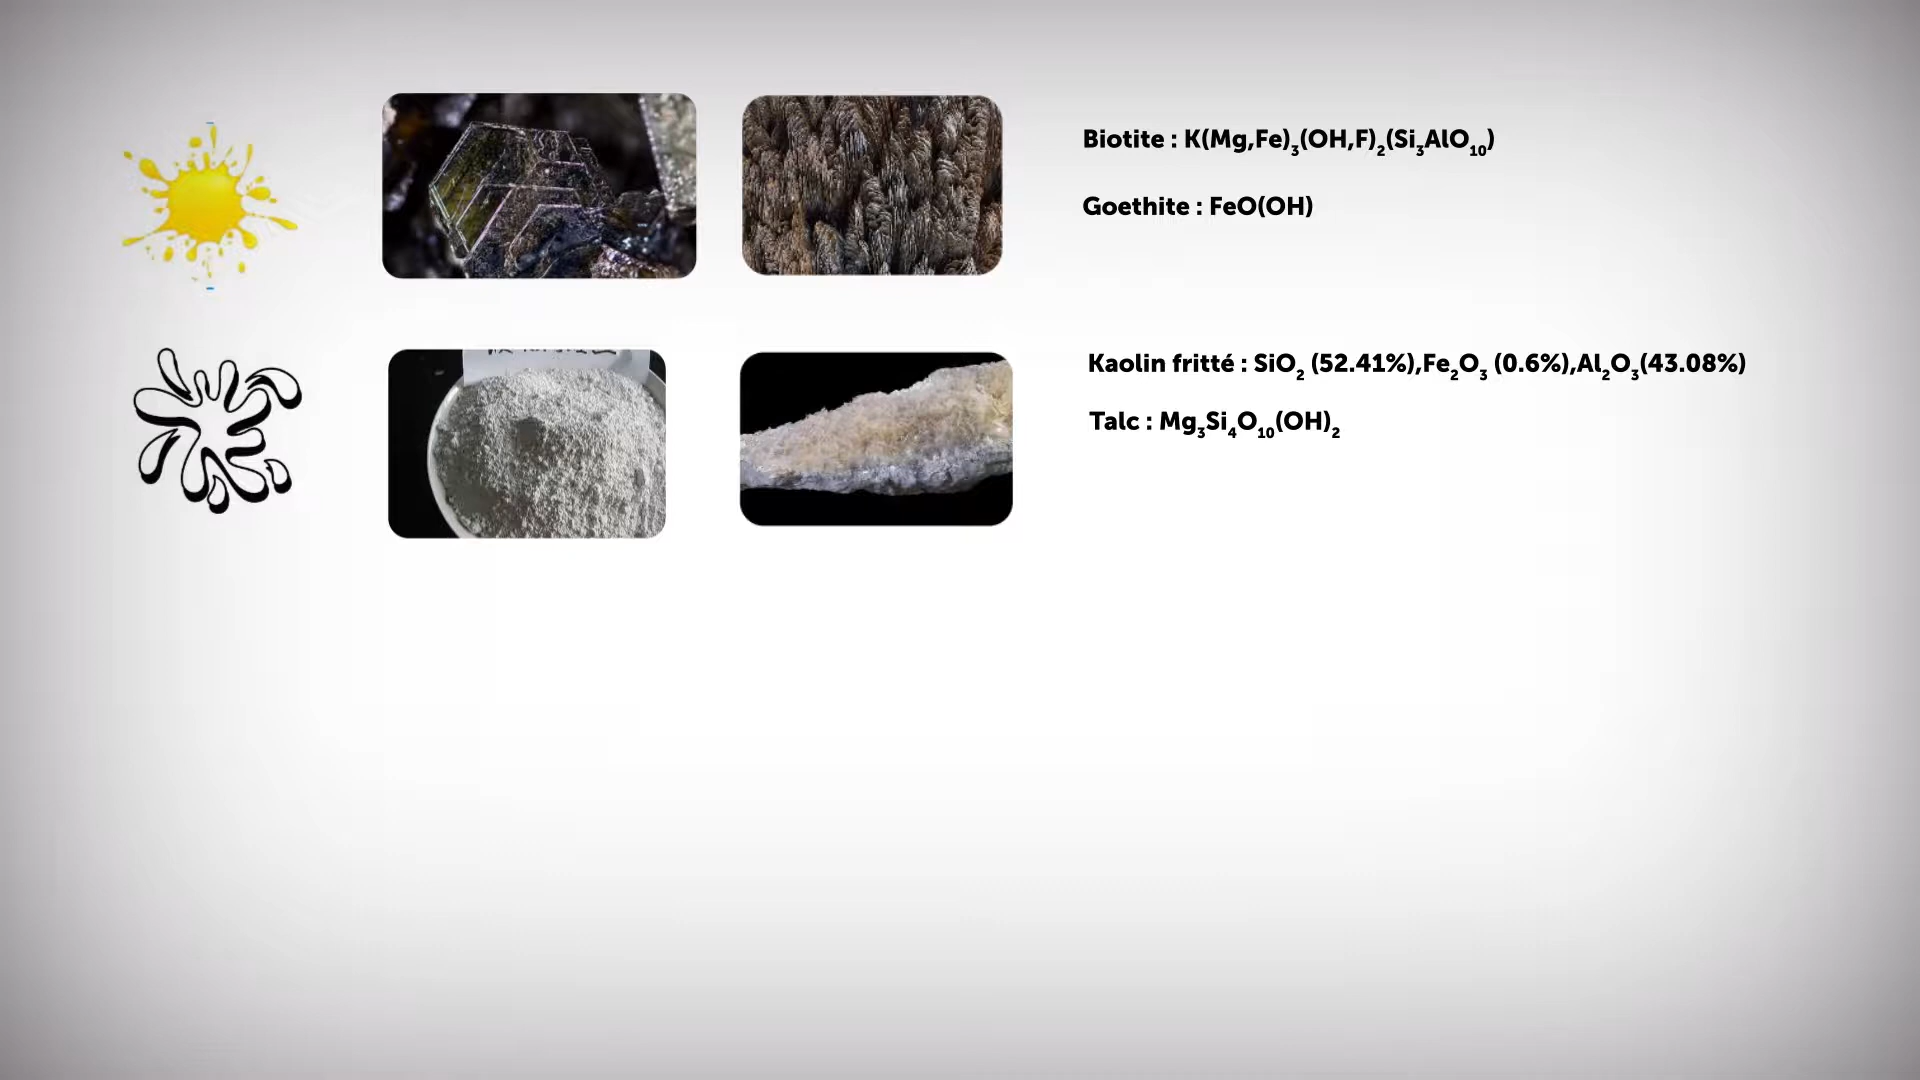 Biotite : K(Mg,Fe)₃(OH,F)₂(Si₃AlO₁₀)
Goethite : FeO(OH)
Kaolin fritté : SiO₂ (52.41%),Fe₂O₃ (0.6%),Al₂O₃(43.08%)
Talc : Mg₃Si₄O₁₀(OH)₂